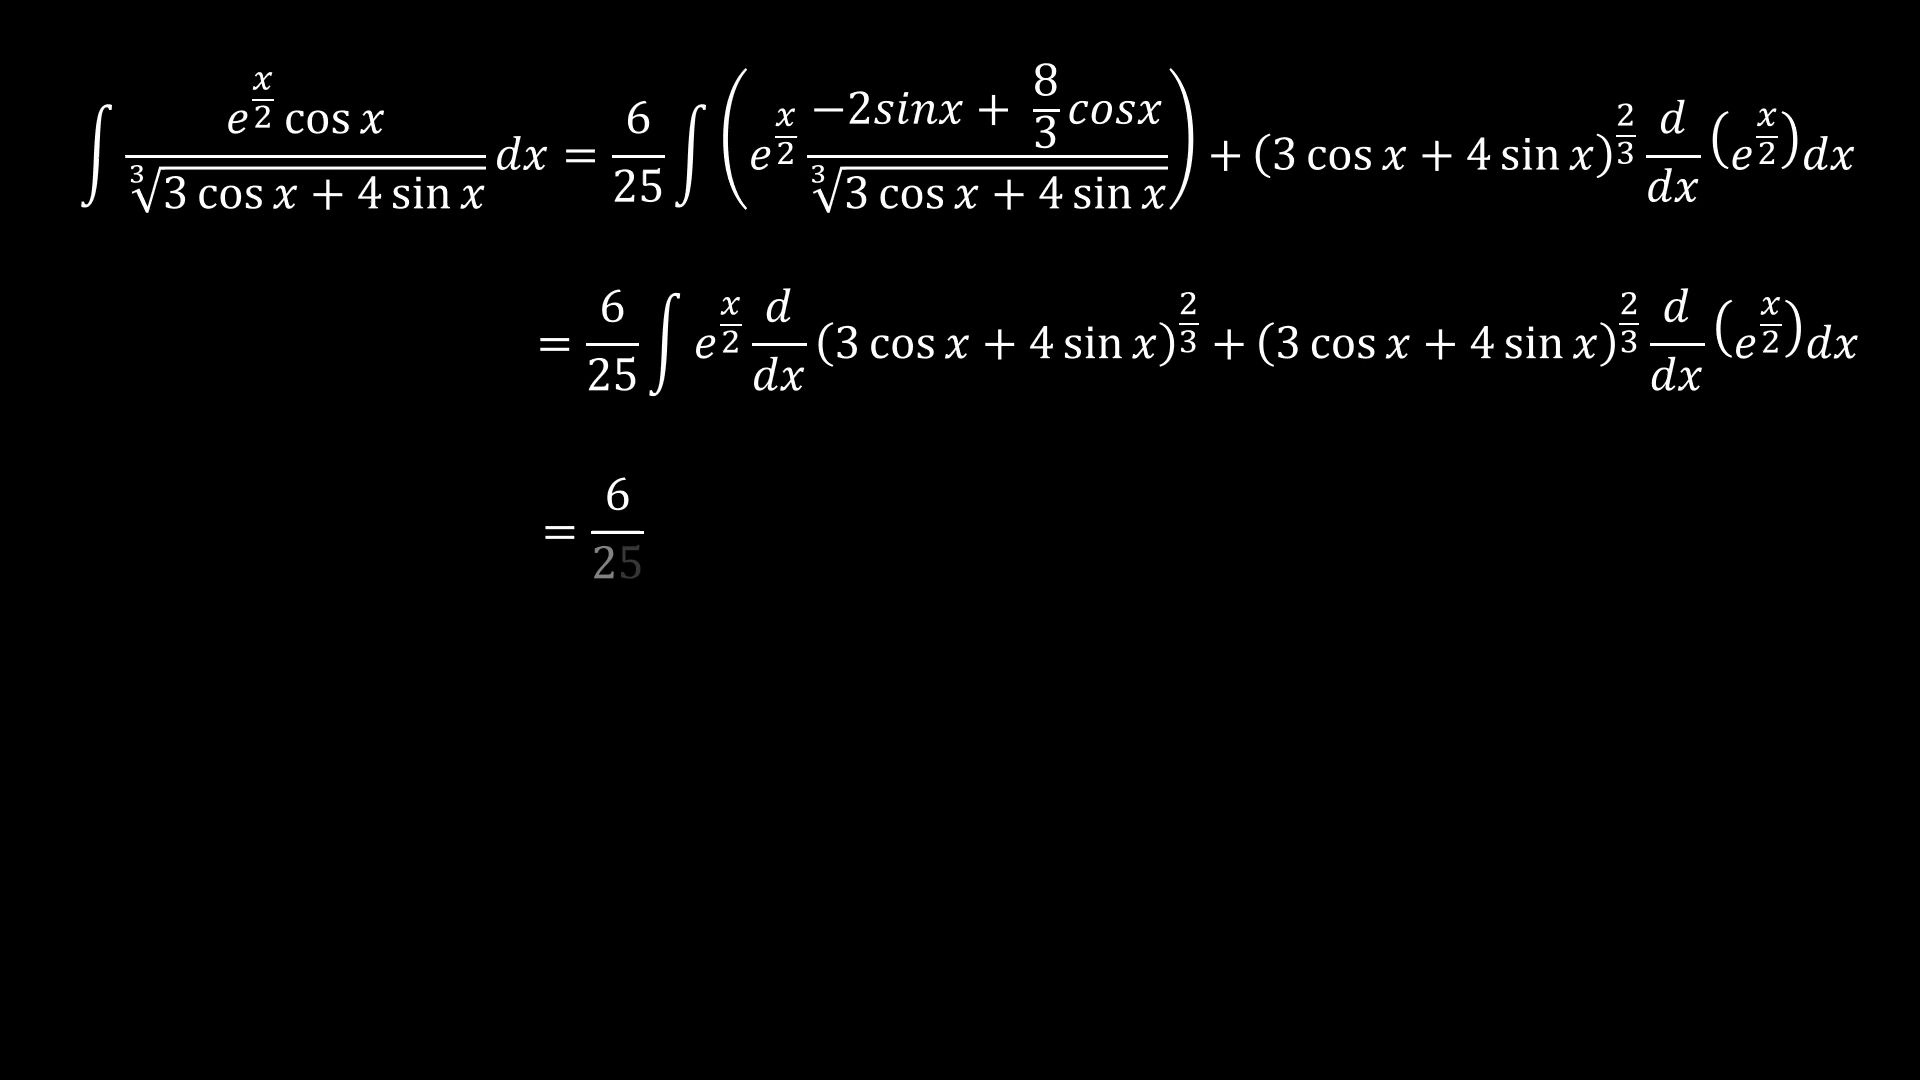 ∫ e^(x/2) cos x / ∛(3 cos x + 4 sin x) dx = 6/25 ∫ (e^(x/2) (−2sinx + 8/3 cosx) / ∛(3 cos x + 4 sin x)) + (3 cos x + 4 sin x)^(2/3) d/dx (e^(x/2)) dx
= 6/25 ∫ e^(x/2) d/dx (3 cos x + 4 sin x)^(2/3) + (3 cos x + 4 sin x)^(2/3) d/dx (e^(x/2)) dx
= 6/25